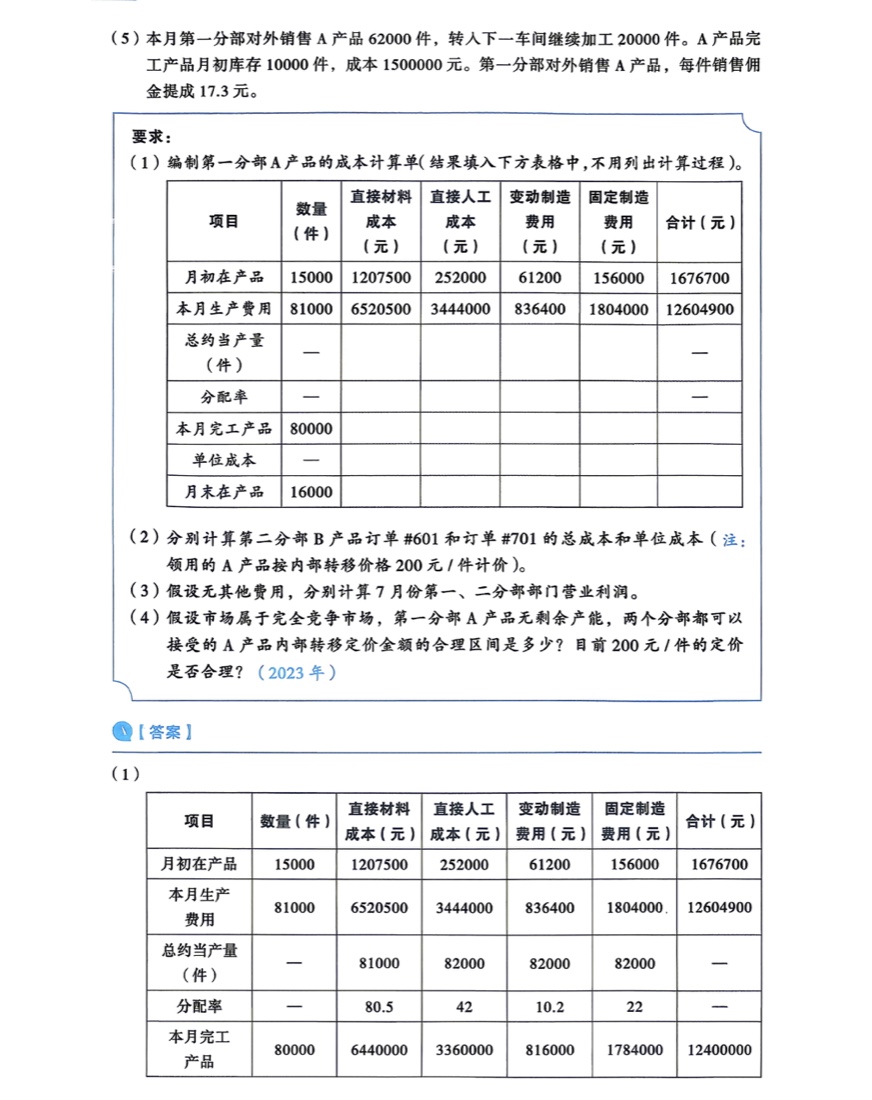 （5）本月第一分部对外销售 A 产品 62000 件，转入下一车间继续加工 20000 件。A 产品完
工产品月初库存 10000 件，成本 1500000 元。第一分部对外销售 A 产品，每件销售佣
金提成 17.3 元。
要求：
（1）编制第一分部 A 产品的成本计算单（结果填入下方表格中，不用列出计算过程）。
项目 数量（件） 直接材料成本（元） 直接人工成本（元） 变动制造费用（元） 固定制造费用（元） 合计（元）
月初在产品 15000 1207500 252000 61200 156000 1676700
本月生产费用 81000 6520500 3444000 836400 1804000 12604900
总约当产量（件） — —
分配率 — —
本月完工产品 80000
单位成本 —
月末在产品 16000
（2）分别计算第二分部 B 产品订单 #601 和订单 #701 的总成本和单位成本（注：
领用的 A 产品按内部转移价格 200 元 / 件计价）。
（3）假设无其他费用，分别计算 7 月份第一、二分部部门营业利润。
（4）假设市场属于完全竞争市场，第一分部 A 产品无剩余产能，两个分部都可以
接受的 A 产品内部转移定价金额的合理区间是多少？目前 200 元 / 件的定价
是否合理？（2023 年）
【答案】
（1）
项目 数量（件） 直接材料成本（元） 直接人工成本（元） 变动制造费用（元） 固定制造费用（元） 合计（元）
月初在产品 15000 1207500 252000 61200 156000 1676700
本月生产费用 81000 6520500 3444000 836400 1804000 12604900
总约当产量（件） — 81000 82000 82000 82000 —
分配率 — 80.5 42 10.2 22 —
本月完工产品 80000 6440000 3360000 816000 1784000 12400000